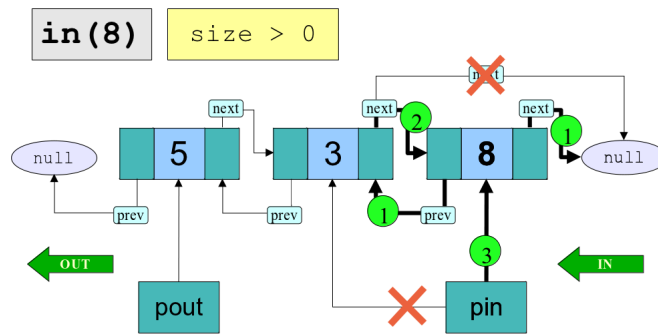 in(8)
size > 0
next
next
next
next
2
1
null
5
3
8
null
prev
prev
1
prev
OUT
3
IN
pout
pin